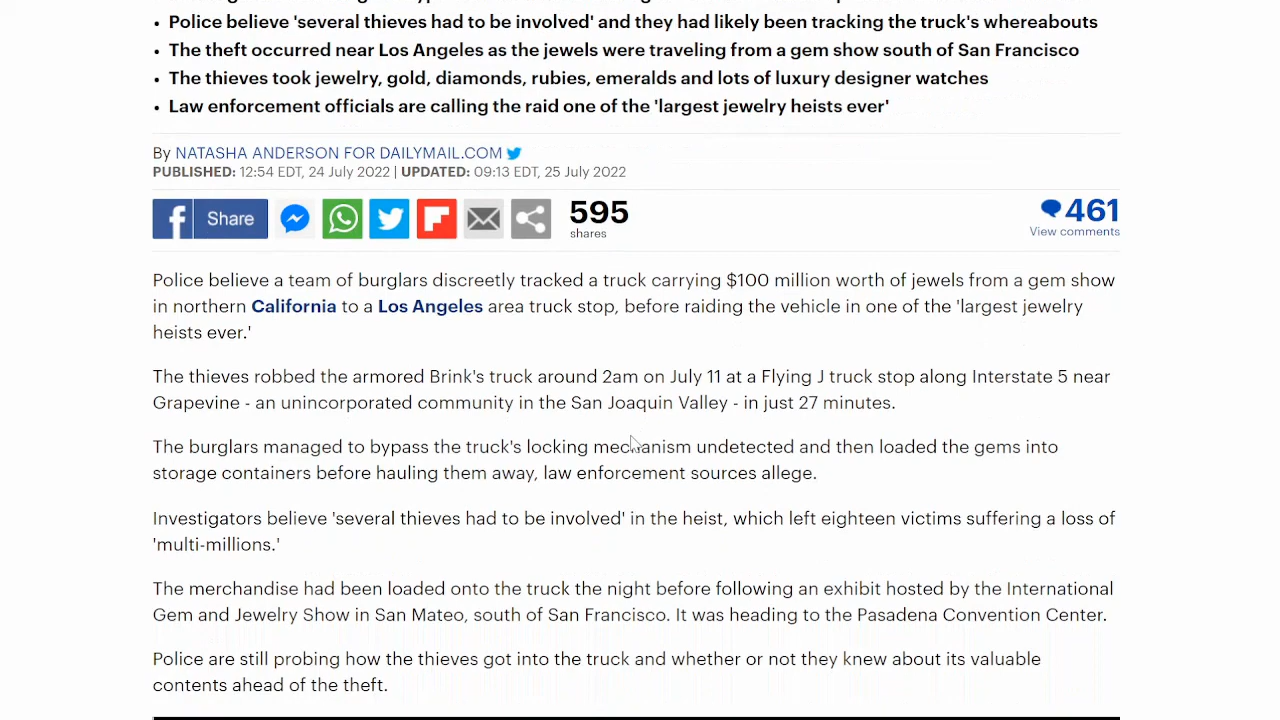 • Police believe 'several thieves had to be involved' and they had likely been tracking the truck's whereabouts
• The theft occurred near Los Angeles as the jewels were traveling from a gem show south of San Francisco
• The thieves took jewelry, gold, diamonds, rubies, emeralds and lots of luxury designer watches
• Law enforcement officials are calling the raid one of the 'largest jewelry heists ever'
By NATASHA ANDERSON FOR DAILYMAIL.COM
PUBLISHED: 12:54 EDT, 24 July 2022 | UPDATED: 09:13 EDT, 25 July 2022
f Share
595
shares
461
View comments
Police believe a team of burglars discreetly tracked a truck carrying $100 million worth of jewels from a gem show
in northern California to a Los Angeles area truck stop, before raiding the vehicle in one of the 'largest jewelry
heists ever.'
The thieves robbed the armored Brink's truck around 2am on July 11 at a Flying J truck stop along Interstate 5 near
Grapevine - an unincorporated community in the San Joaquin Valley - in just 27 minutes.
The burglars managed to bypass the truck's locking mechanism undetected and then loaded the gems into
storage containers before hauling them away, law enforcement sources allege.
Investigators believe 'several thieves had to be involved' in the heist, which left eighteen victims suffering a loss of
'multi-millions.'
The merchandise had been loaded onto the truck the night before following an exhibit hosted by the International
Gem and Jewelry Show in San Mateo, south of San Francisco. It was heading to the Pasadena Convention Center.
Police are still probing how the thieves got into the truck and whether or not they knew about its valuable
contents ahead of the theft.